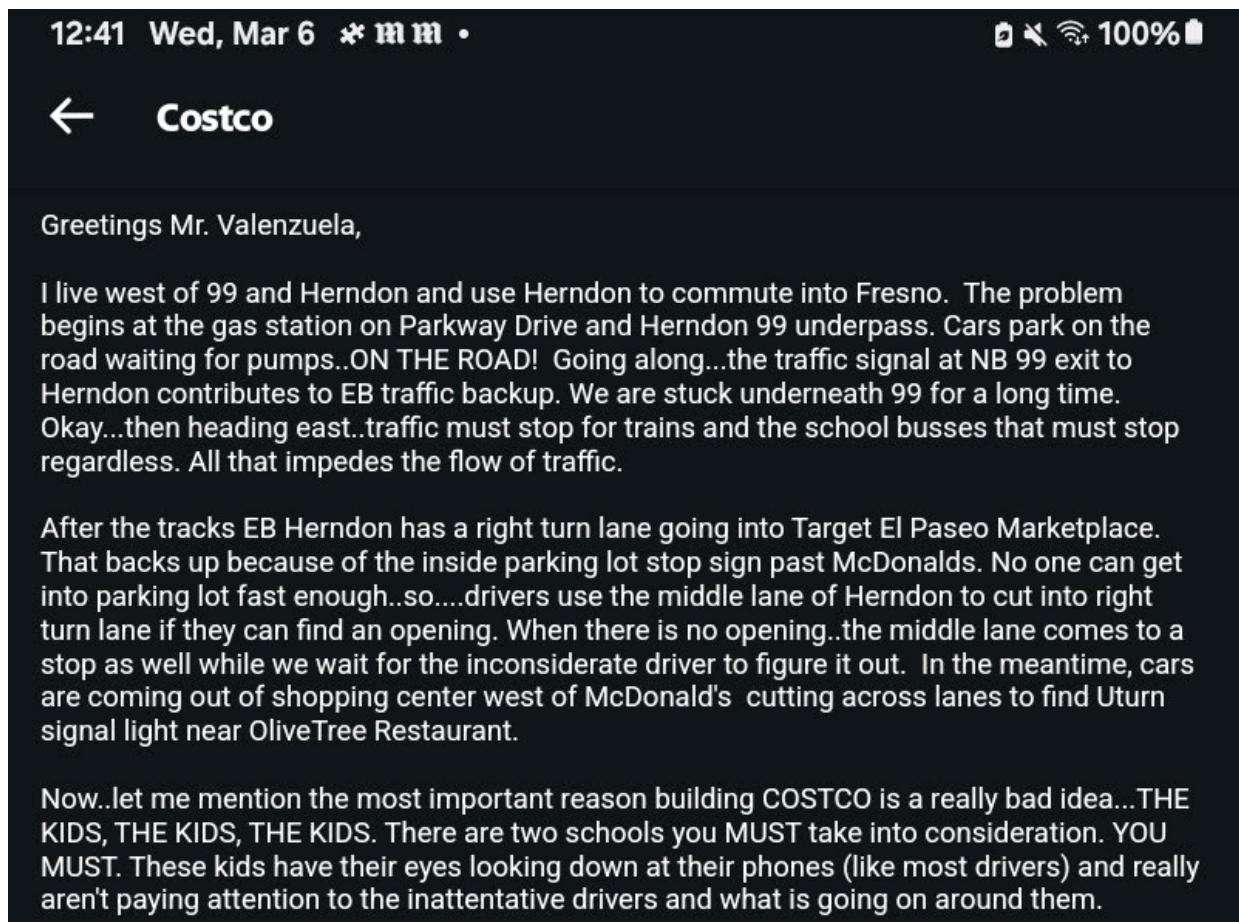 12:41 Wed, Mar 6 m m •
100%
Costco
Greetings Mr. Valenzuela,
I live west of 99 and Herndon and use Herndon to commute into Fresno.  The problem
begins at the gas station on Parkway Drive and Herndon 99 underpass. Cars park on the
road waiting for pumps..ON THE ROAD!  Going along...the traffic signal at NB 99 exit to
Herndon contributes to EB traffic backup. We are stuck underneath 99 for a long time.
Okay...then heading east..traffic must stop for trains and the school busses that must stop
regardless. All that impedes the flow of traffic.
After the tracks EB Herndon has a right turn lane going into Target El Paseo Marketplace.
That backs up because of the inside parking lot stop sign past McDonalds. No one can get
into parking lot fast enough..so....drivers use the middle lane of Herndon to cut into right
turn lane if they can find an opening. When there is no opening..the middle lane comes to a
stop as well while we wait for the inconsiderate driver to figure it out.  In the meantime, cars
are coming out of shopping center west of McDonald's  cutting across lanes to find Uturn
signal light near OliveTree Restaurant.
Now..let me mention the most important reason building COSTCO is a really bad idea...THE
KIDS, THE KIDS, THE KIDS. There are two schools you MUST take into consideration. YOU
MUST. These kids have their eyes looking down at their phones (like most drivers) and really
aren't paying attention to the inattentative drivers and what is going on around them.